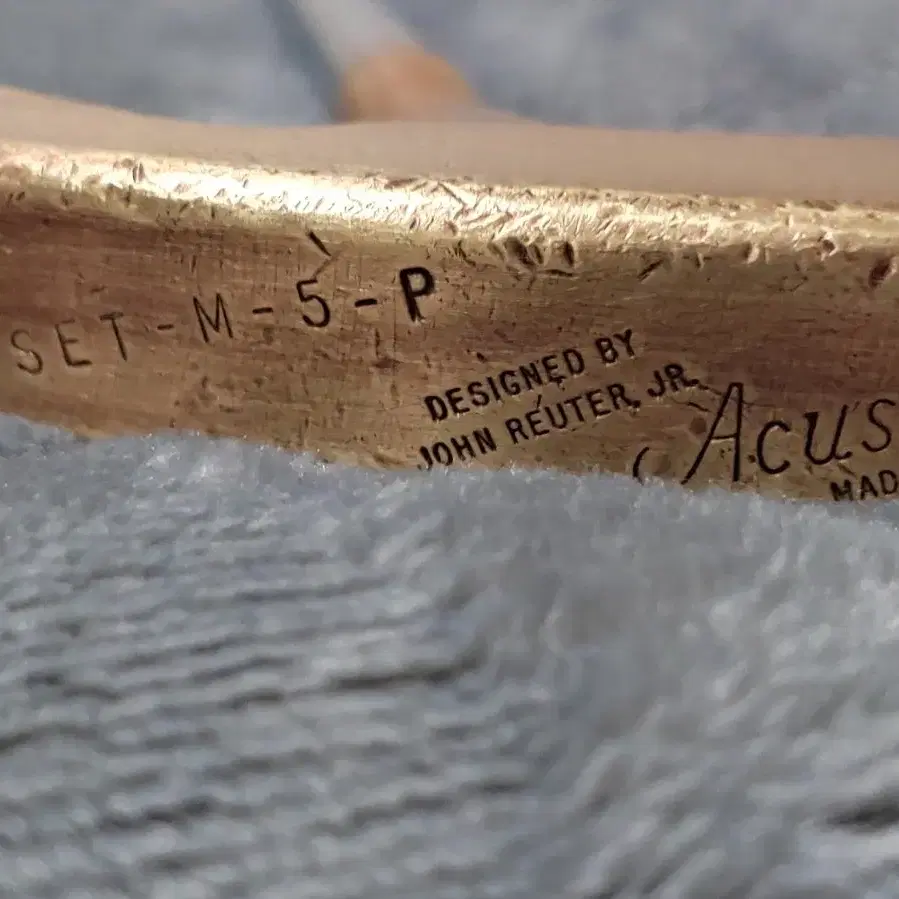 SET-M-5-P
DESIGNED BY
JOHN REUTER, JR.
Acus
MAD